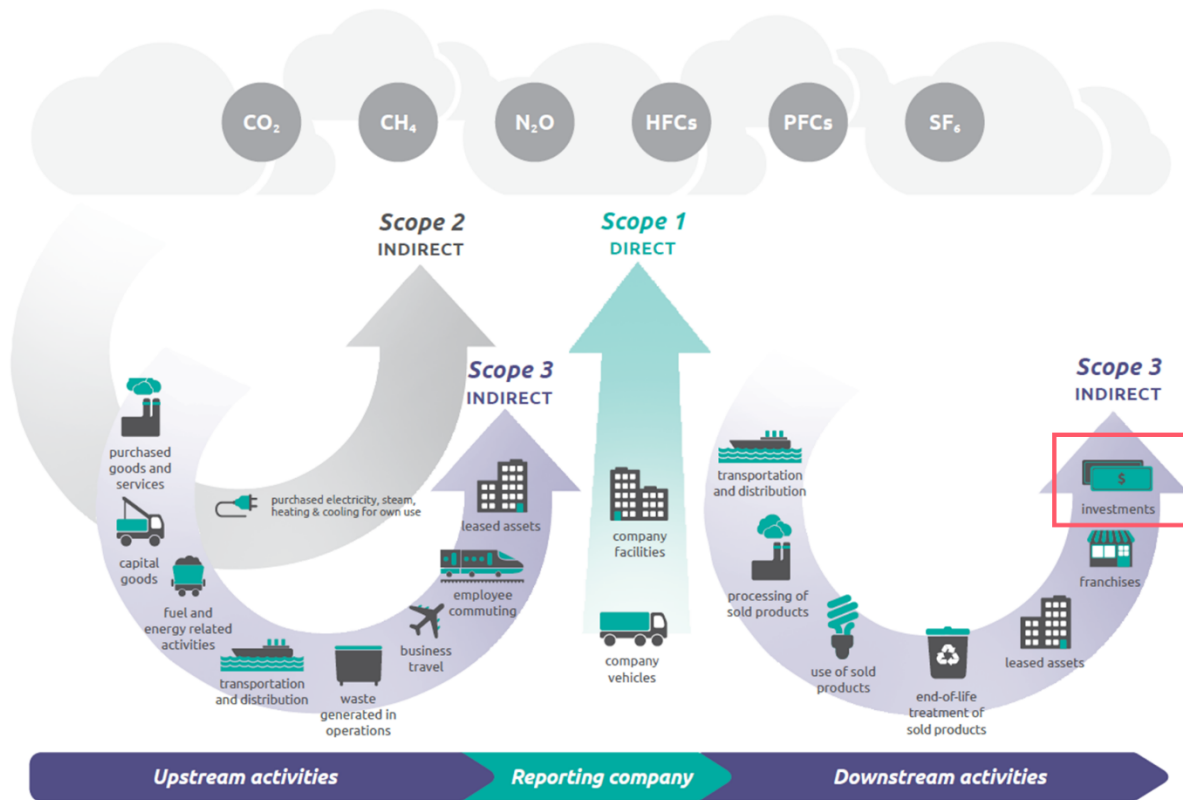 CO₂
CH₄
N₂O
HFCs
PFCs
SF₆
Scope 2
INDIRECT
Scope 1
DIRECT
Scope 3
INDIRECT
Scope 3
INDIRECT
purchased
goods and
services
capital
goods
fuel and
energy related
activities
purchased electricity, steam,
heating & cooling for own use
transportation
and distribution
waste
generated in
operations
business
travel
employee
commuting
leased assets
company
facilities
company
vehicles
transportation
and distribution
processing of
sold products
use of sold
products
end-of-life
treatment of
sold products
leased assets
franchises
$
investments
Upstream activities
Reporting company
Downstream activities